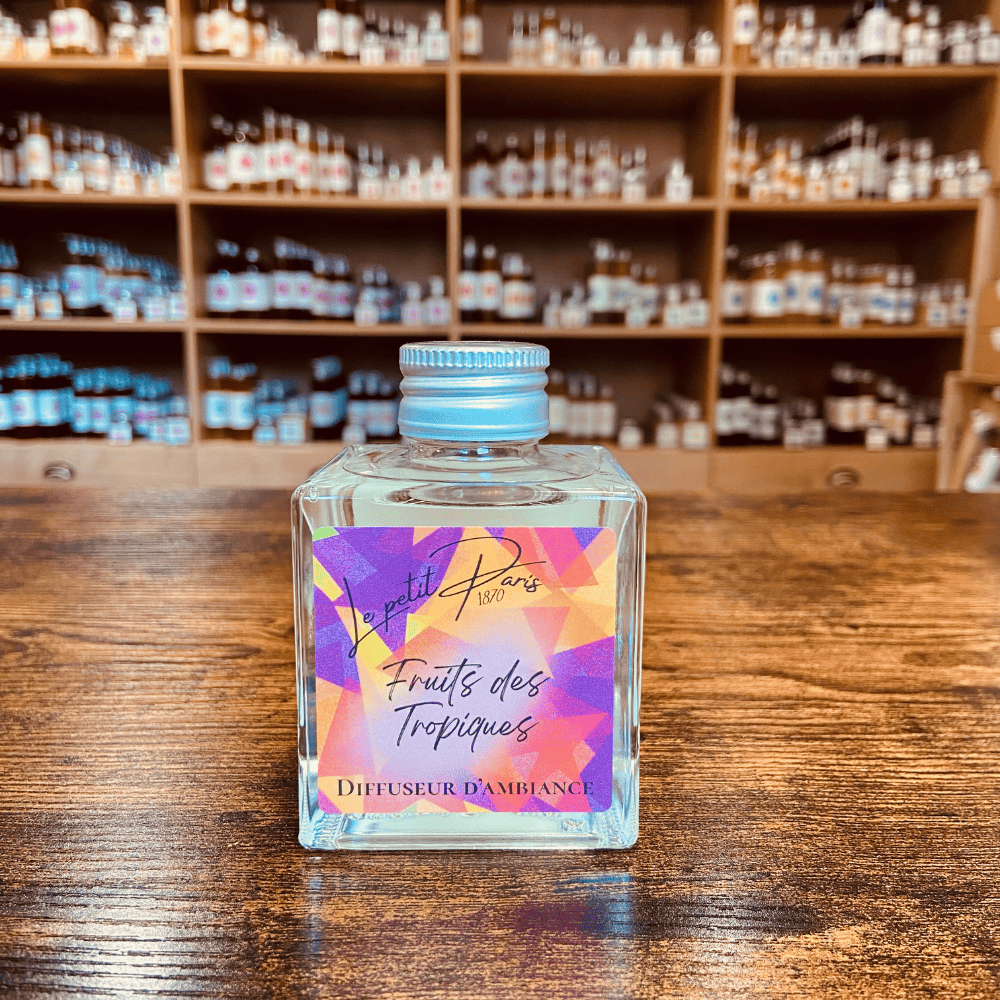 Le petit Paris
1870
Fruits des
Tropiques
Diffuseur d'ambiance